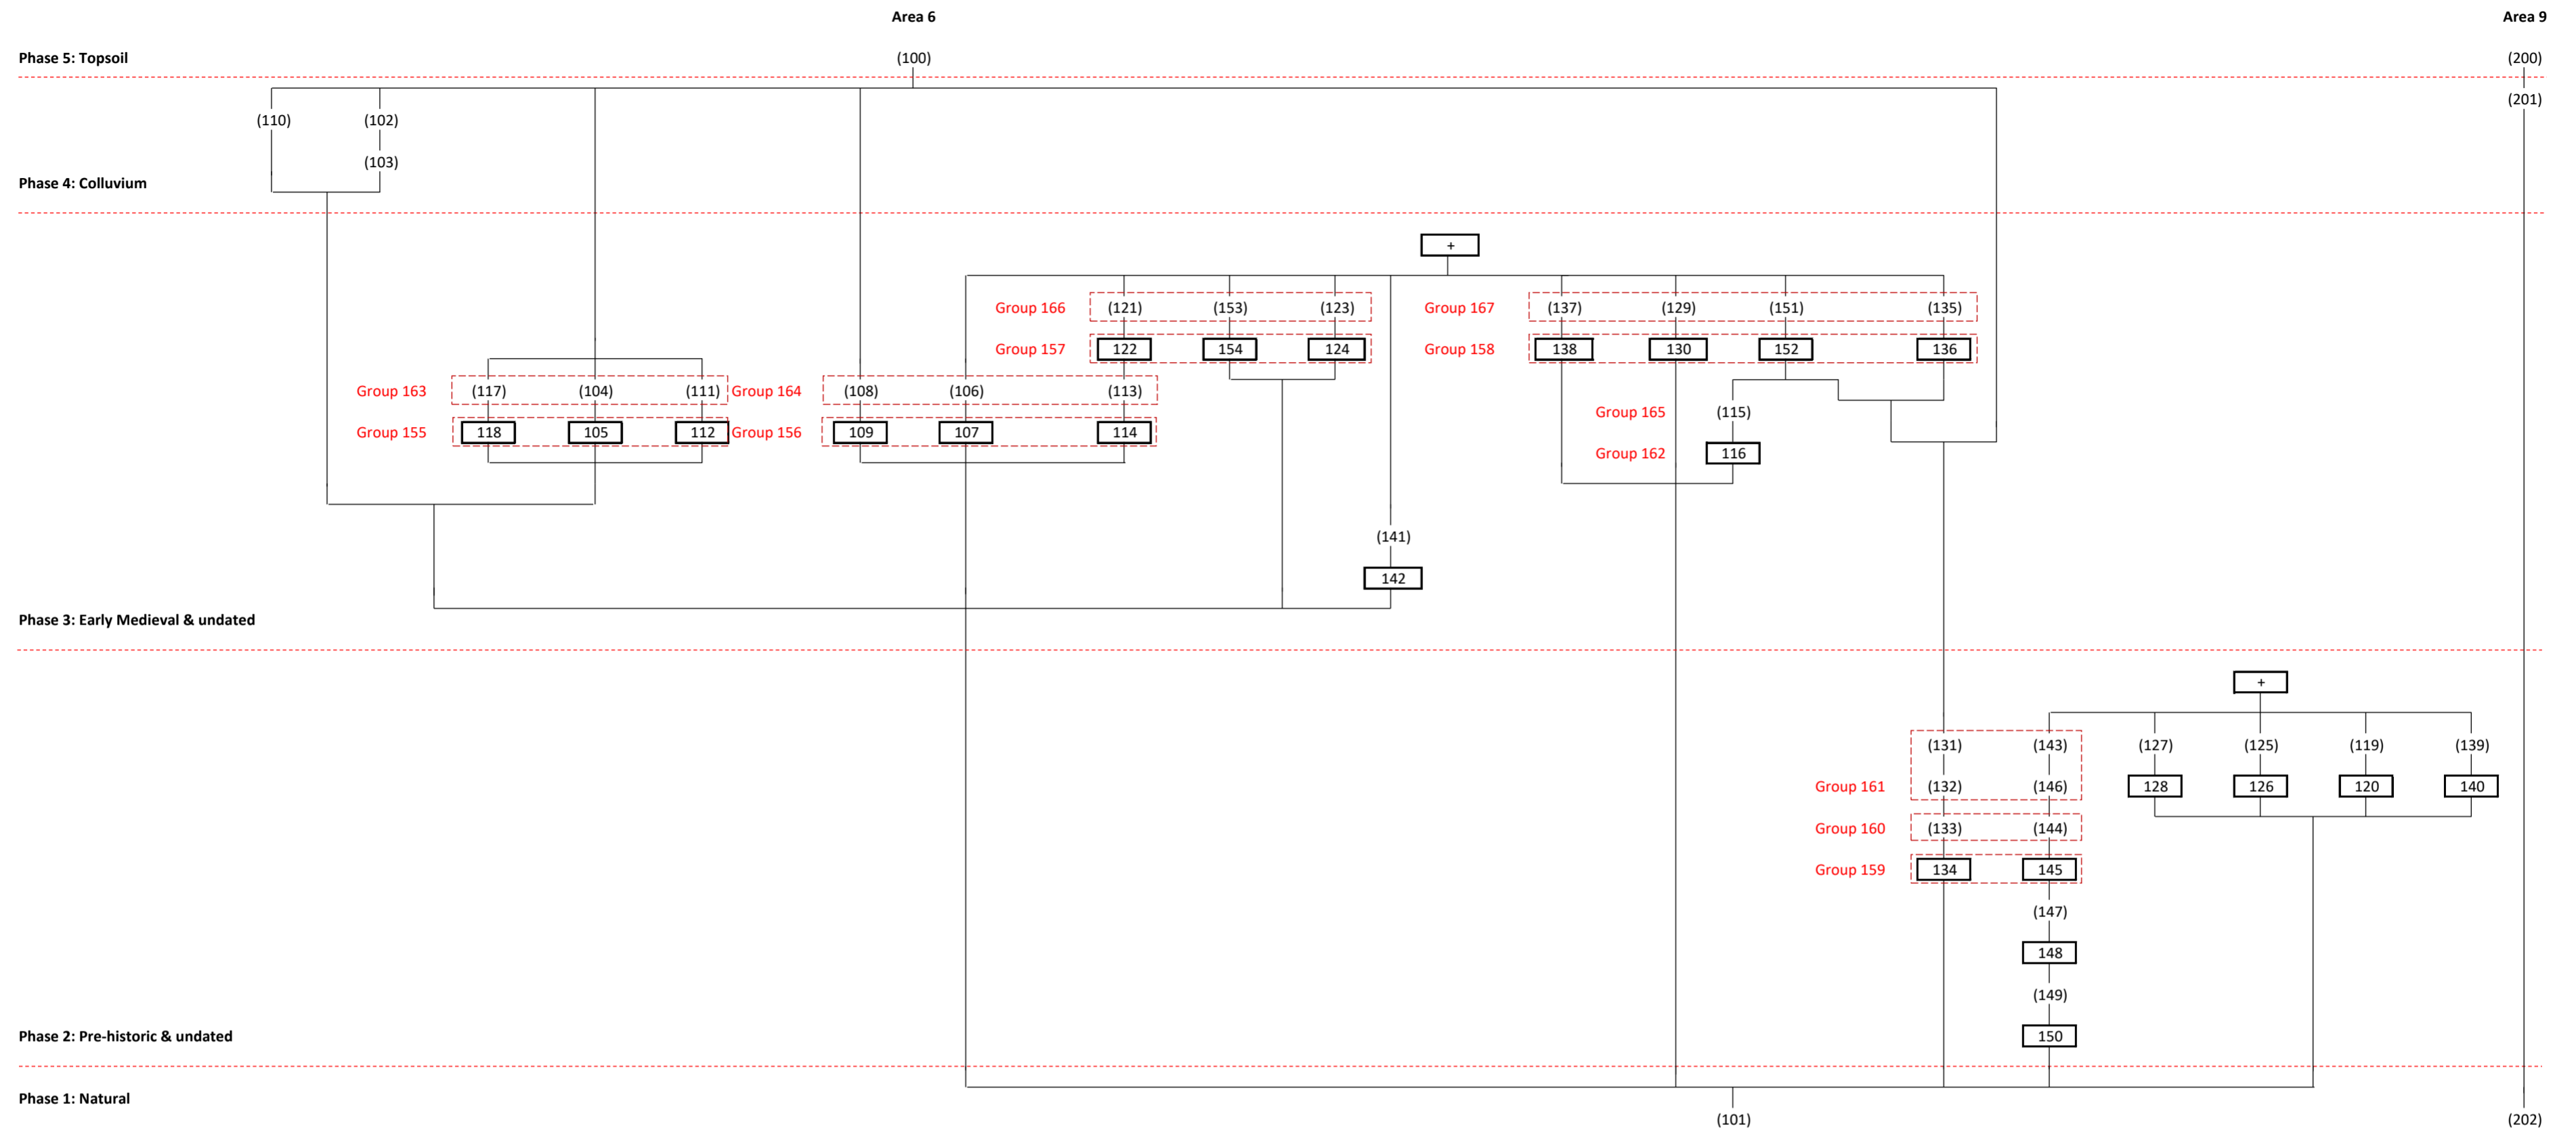 Area 6 Area 9
Phase 5: Topsoil (100) (200)
(201)
(110) (102)
(103)
Phase 4: Colluvium
+
Group 166 (121) (153) (123) Group 167 (137) (129) (151) (135)
Group 157 122 154 124 Group 158 138 130 152 136
Group 163 (117) (104) (111) Group 164 (108) (106) (113)
Group 165 (115)
Group 155 118 105 112 Group 156 109 107 114
Group 162 116
(141)
142
Phase 3: Early Medieval & undated
+
(131) (143) (127) (125) (119) (139)
Group 161 (132) (146) 128 126 120 140
Group 160 (133) (144)
Group 159 134 145
(147)
148
(149)
Phase 2: Pre-historic & undated 150
Phase 1: Natural
(101) (202)